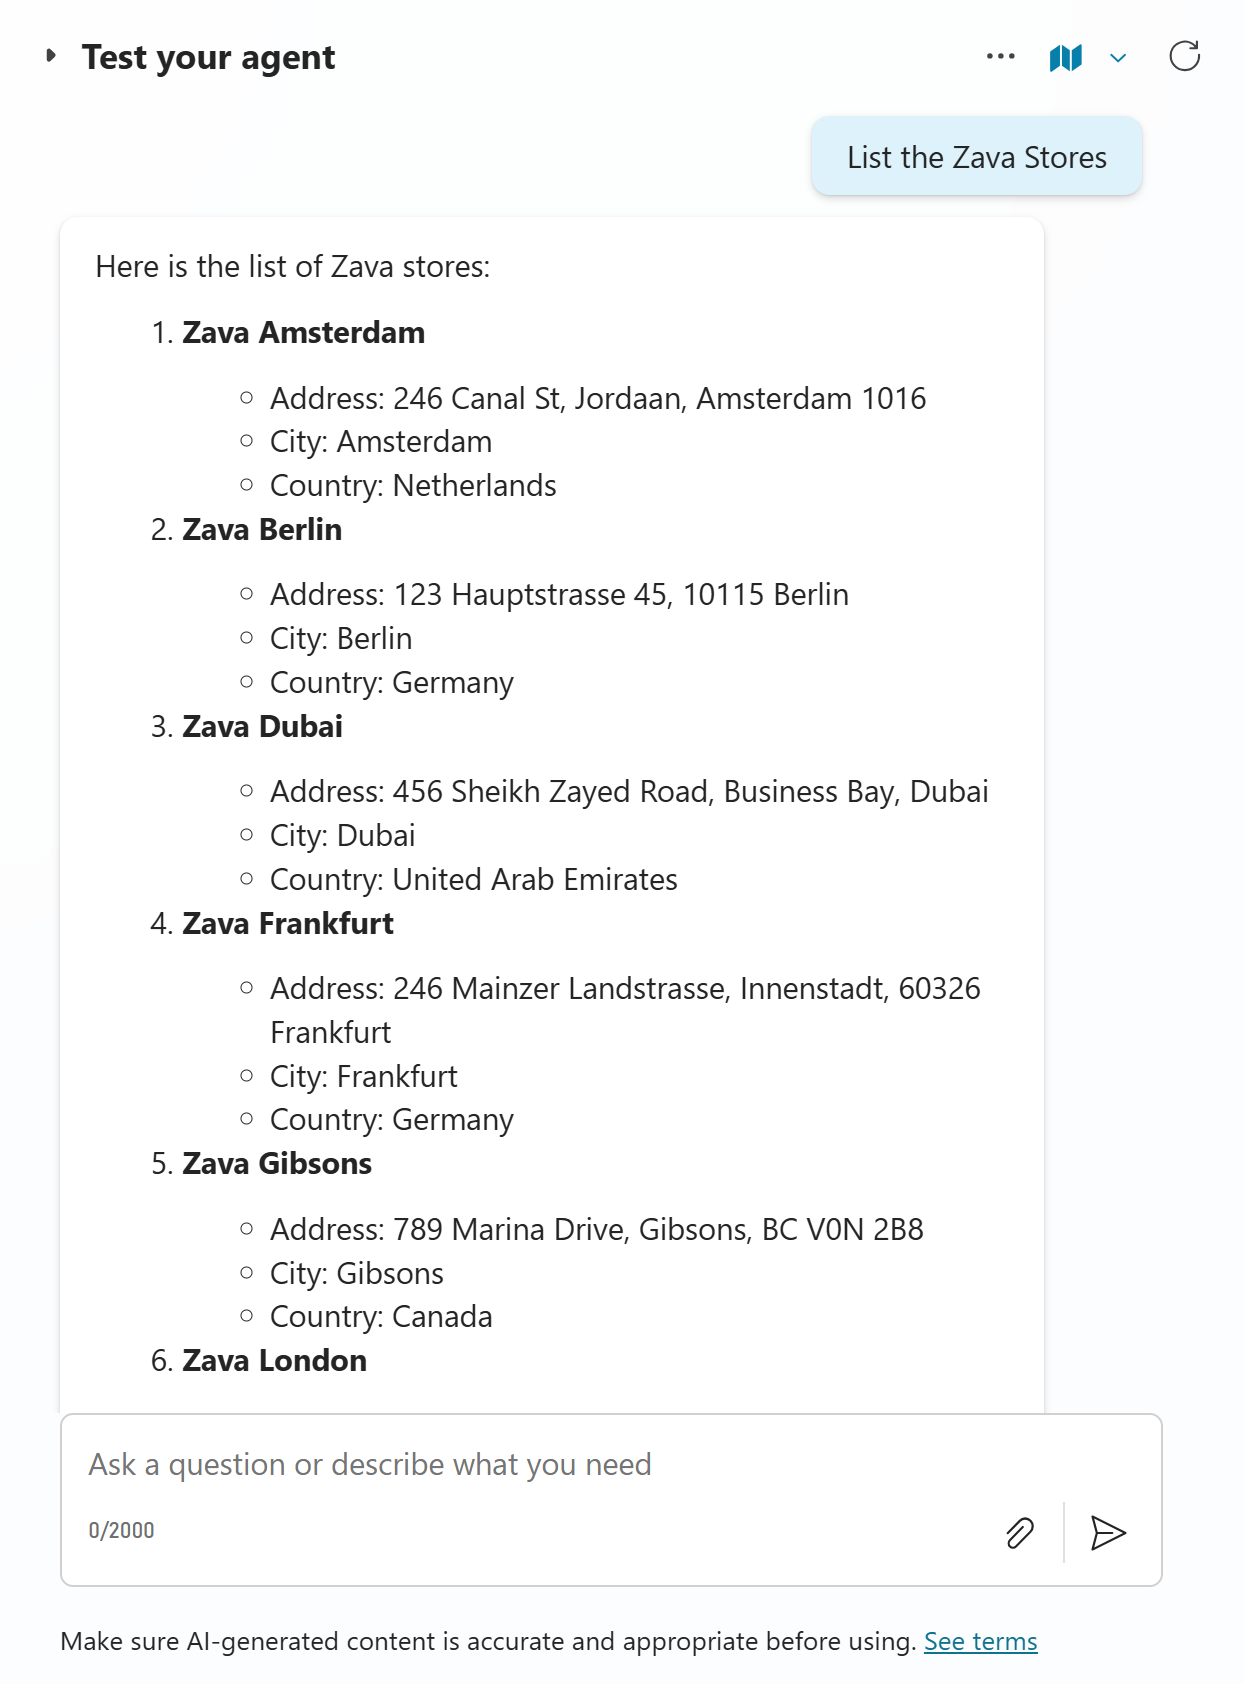 Test your agent
List the Zava Stores
Here is the list of Zava stores:
1. Zava Amsterdam
Address: 246 Canal St, Jordaan, Amsterdam 1016
City: Amsterdam
Country: Netherlands
2. Zava Berlin
Address: 123 Hauptstrasse 45, 10115 Berlin
City: Berlin
Country: Germany
3. Zava Dubai
Address: 456 Sheikh Zayed Road, Business Bay, Dubai
City: Dubai
Country: United Arab Emirates
4. Zava Frankfurt
Address: 246 Mainzer Landstrasse, Innenstadt, 60326
Frankfurt
City: Frankfurt
Country: Germany
5. Zava Gibsons
Address: 789 Marina Drive, Gibsons, BC V0N 2B8
City: Gibsons
Country: Canada
6. Zava London
Ask a question or describe what you need
0/2000
Make sure AI-generated content is accurate and appropriate before using. See terms